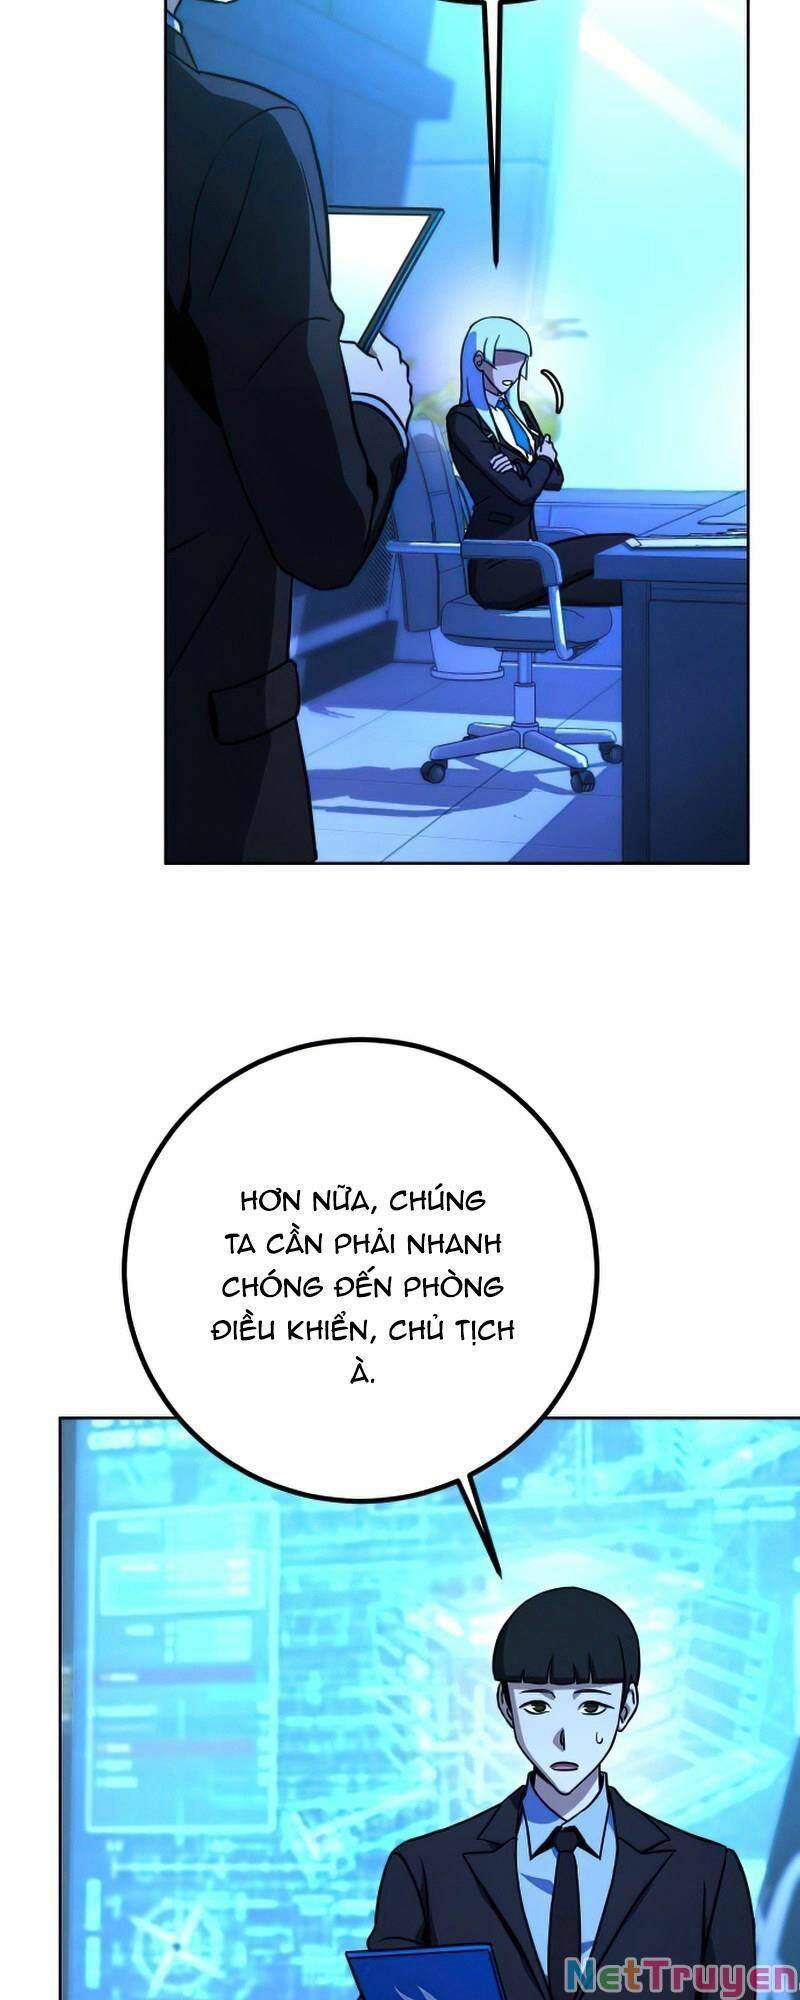 HƠN NỮA, CHÚNG
TA CẦN PHẢI NHANH
CHÓNG ĐẾN PHÒNG
ĐIỀU KHIỂN, CHỦ TỊCH
À.
NetTruyen